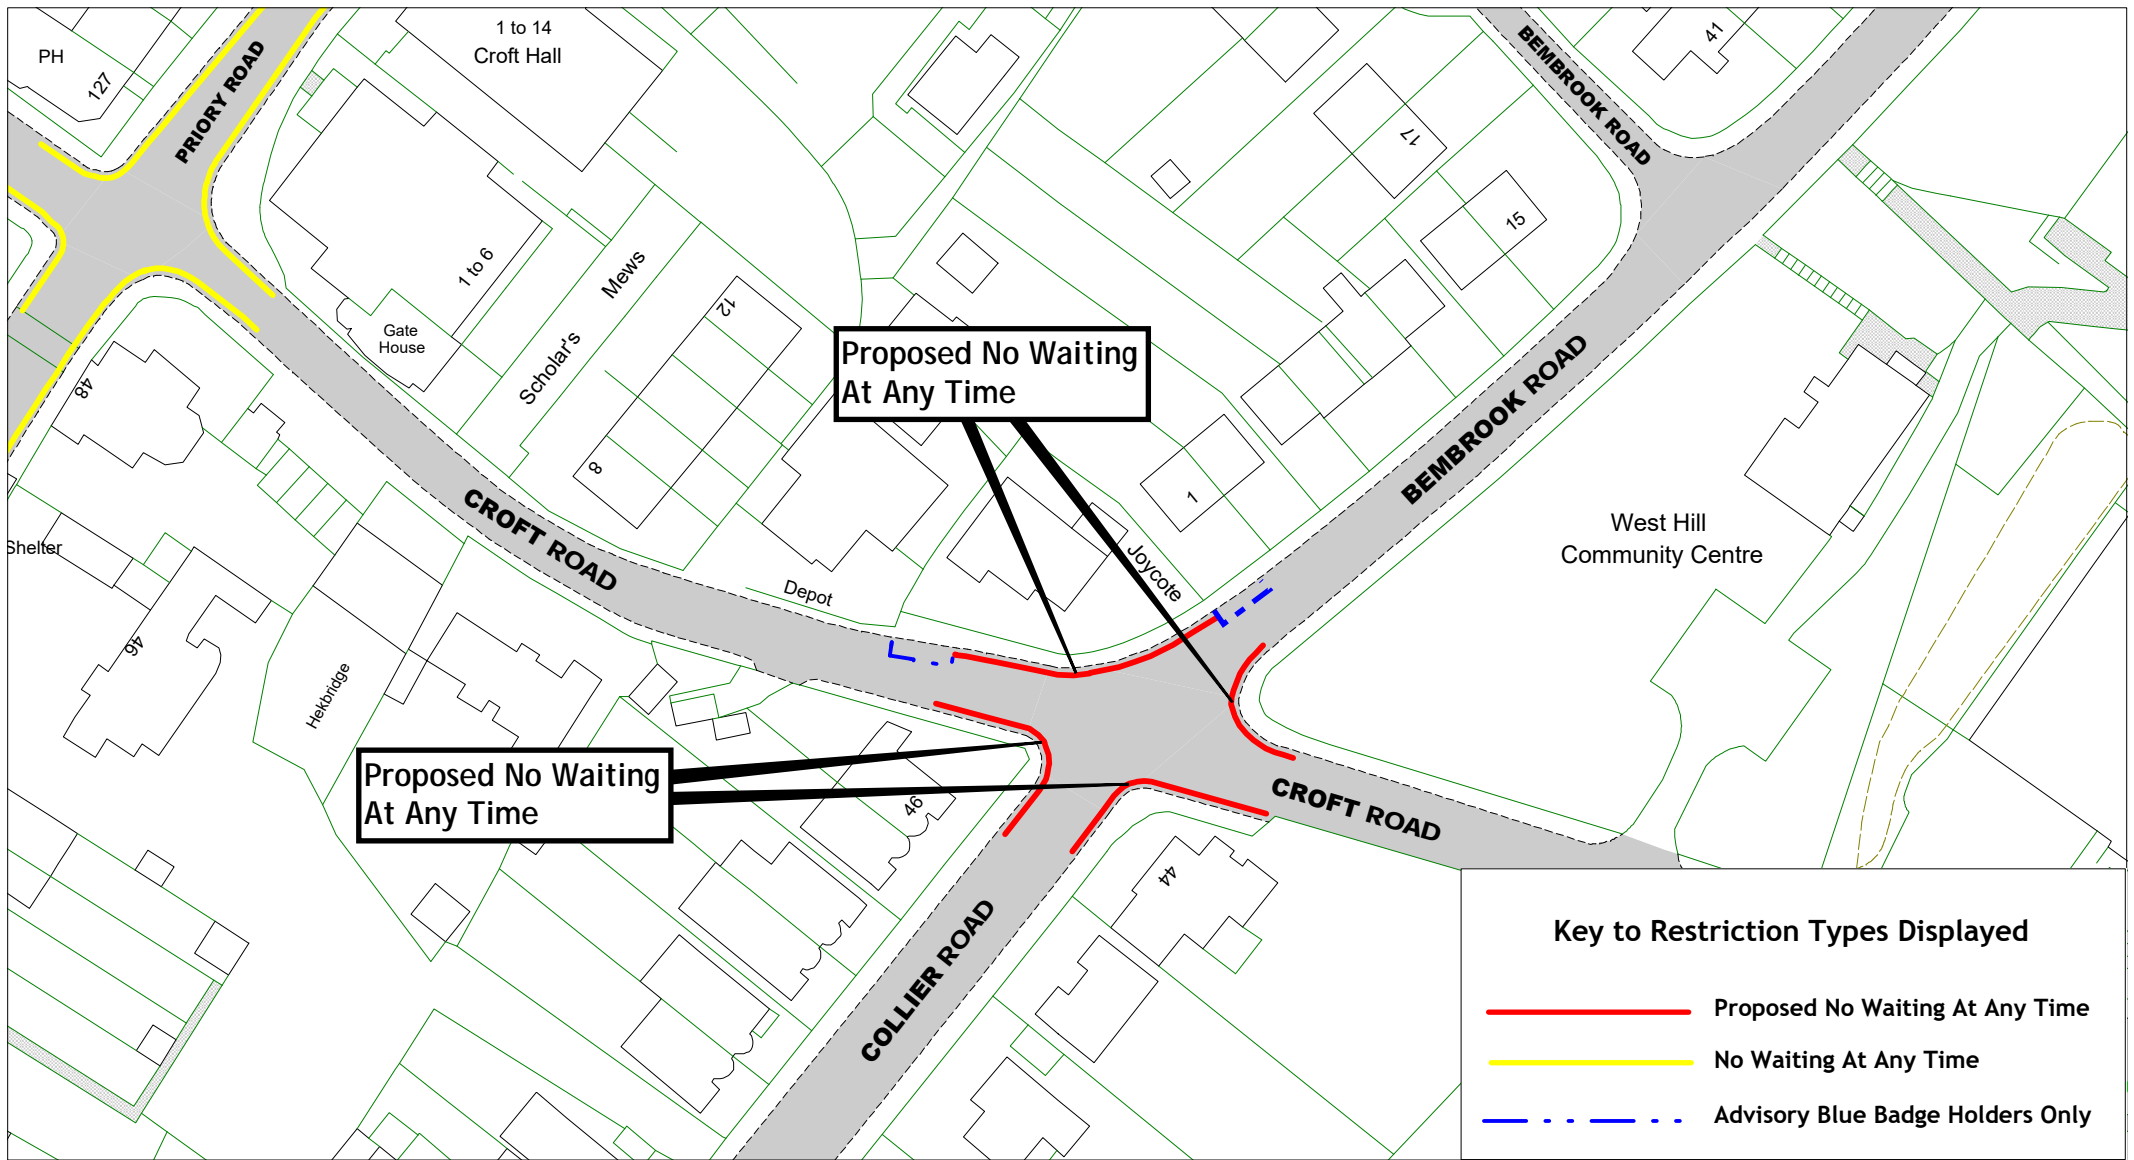 PH
127
PRIORY ROAD
1 to 14
Croft Hall
BEMBROOK ROAD
41
17
15
1 to 6
Mews
Scholar's
12
Gate
House
8
48
Proposed No Waiting
At Any Time
BEMBROOK ROAD
1
CROFT ROAD
West Hill
Community Centre
Shelter
Joycote
Depot
46
Hekbridge
Proposed No Waiting
At Any Time
46
CROFT ROAD
44
COLLIER ROAD
Key to Restriction Types Displayed
Proposed No Waiting At Any Time
No Waiting At Any Time
Advisory Blue Badge Holders Only